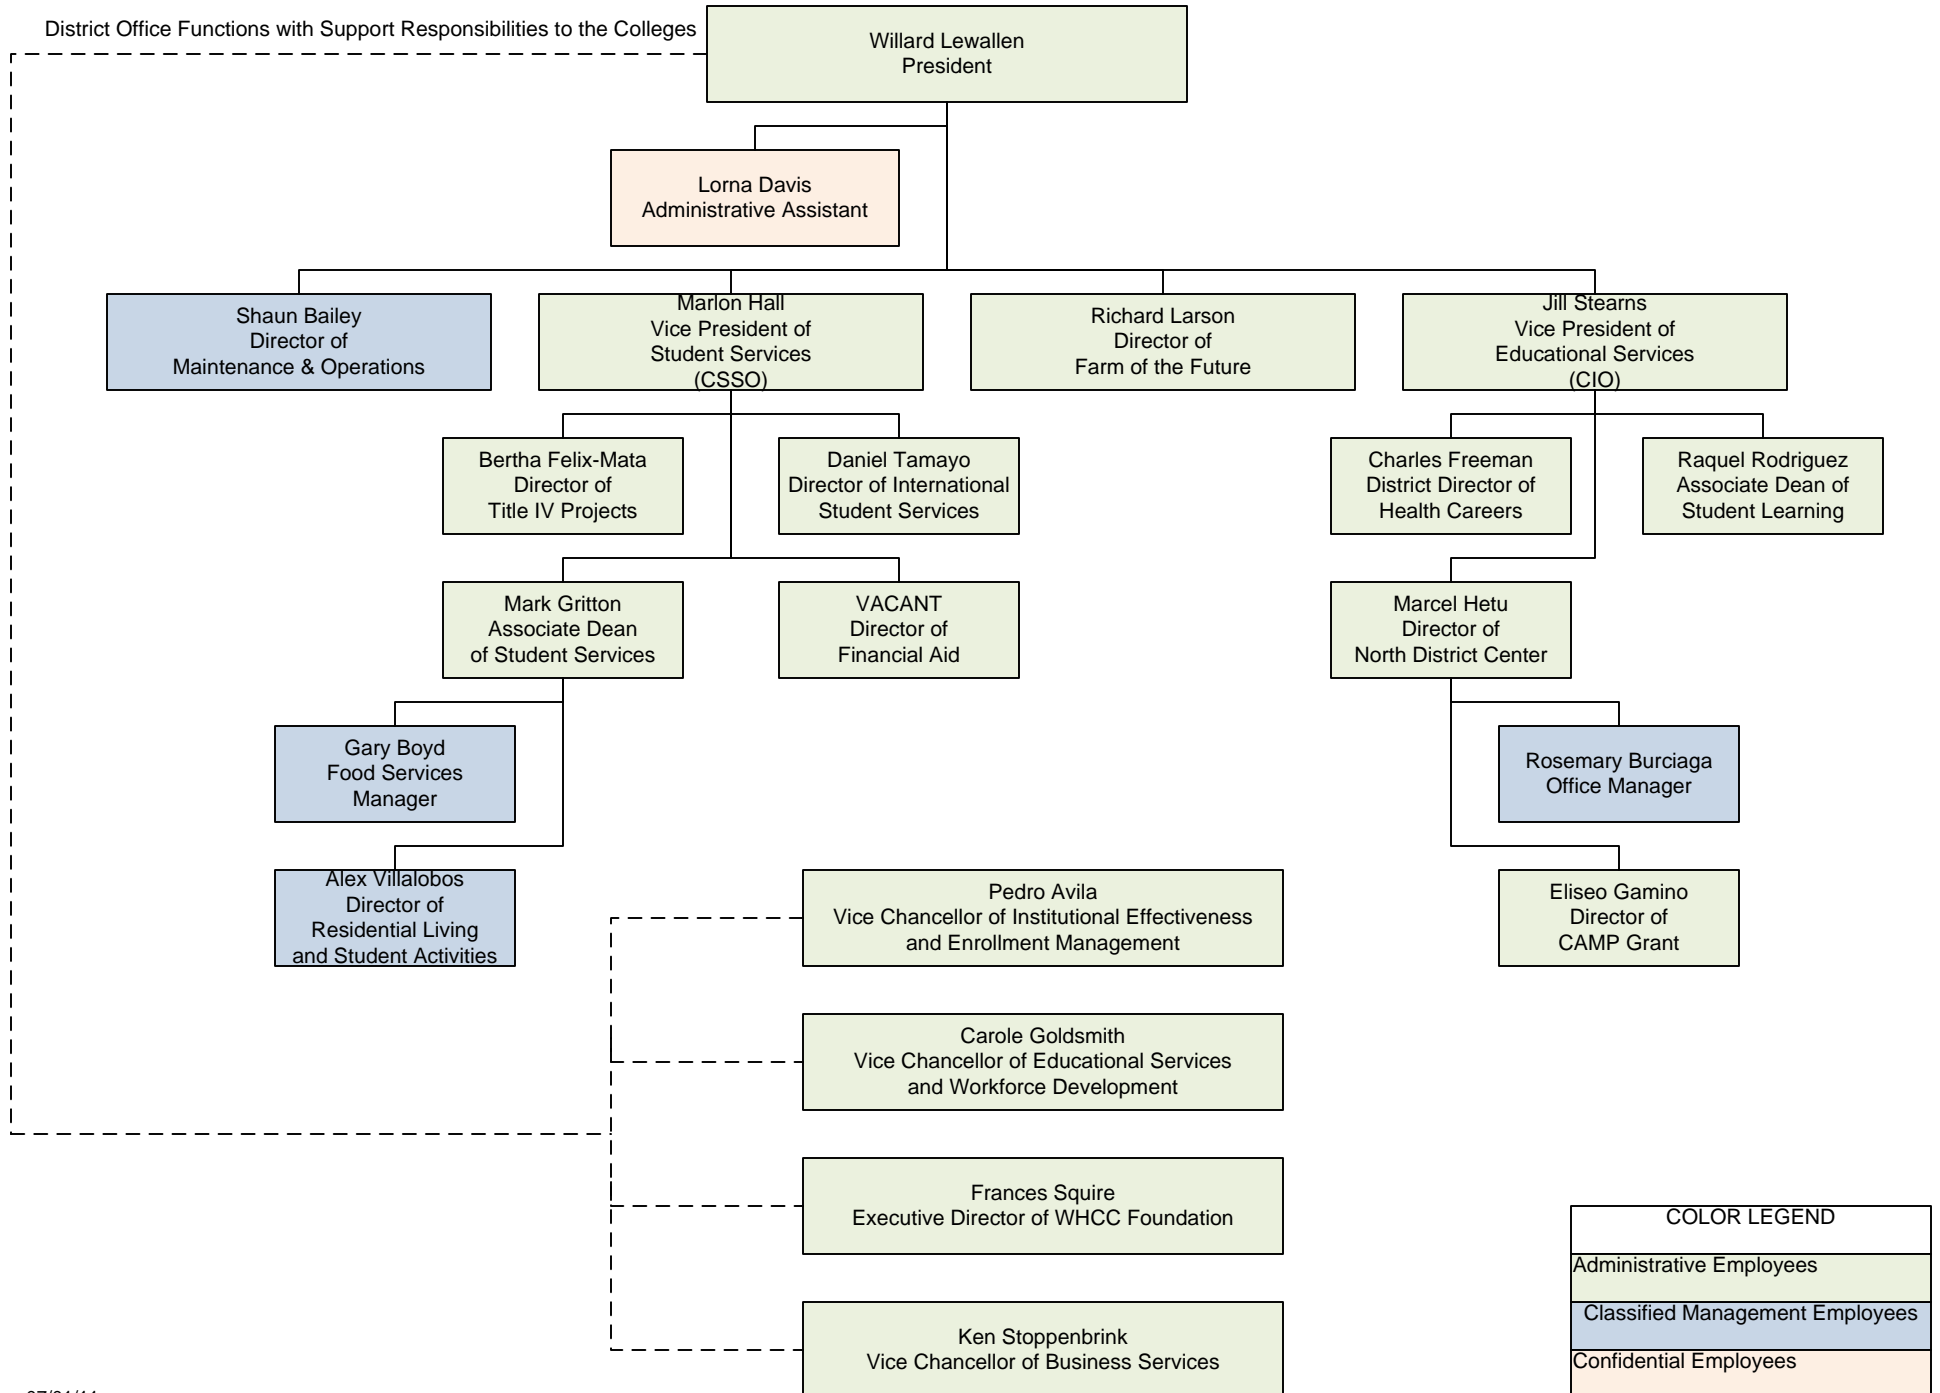 District Office Functions with Support Responsibilities to the Colleges
Willard Lewallen
President
Lorna Davis
Administrative Assistant
Shaun Bailey
Director of
Maintenance & Operations
Marlon Hall
Vice President of
Student Services
(CSSO)
Richard Larson
Director of
Farm of the Future
Jill Stearns
Vice President of
Educational Services
(CIO)
Bertha Felix-Mata
Director of
Title IV Projects
Daniel Tamayo
Director of International
Student Services
Charles Freeman
District Director of
Health Careers
Raquel Rodriguez
Associate Dean of
Student Learning
Mark Gritton
Associate Dean
of Student Services
VACANT
Director of
Financial Aid
Marcel Hetu
Director of
North District Center
Gary Boyd
Food Services
Manager
Rosemary Burciaga
Office Manager
Alex Villalobos
Director of
Residential Living
and Student Activities
Pedro Avila
Vice Chancellor of Institutional Effectiveness
and Enrollment Management
Eliseo Gamino
Director of
CAMP Grant
Carole Goldsmith
Vice Chancellor of Educational Services
and Workforce Development
Frances Squire
Executive Director of WHCC Foundation
Ken Stoppenbrink
Vice Chancellor of Business Services
COLOR LEGEND
Administrative Employees
Classified Management Employees
Confidential Employees